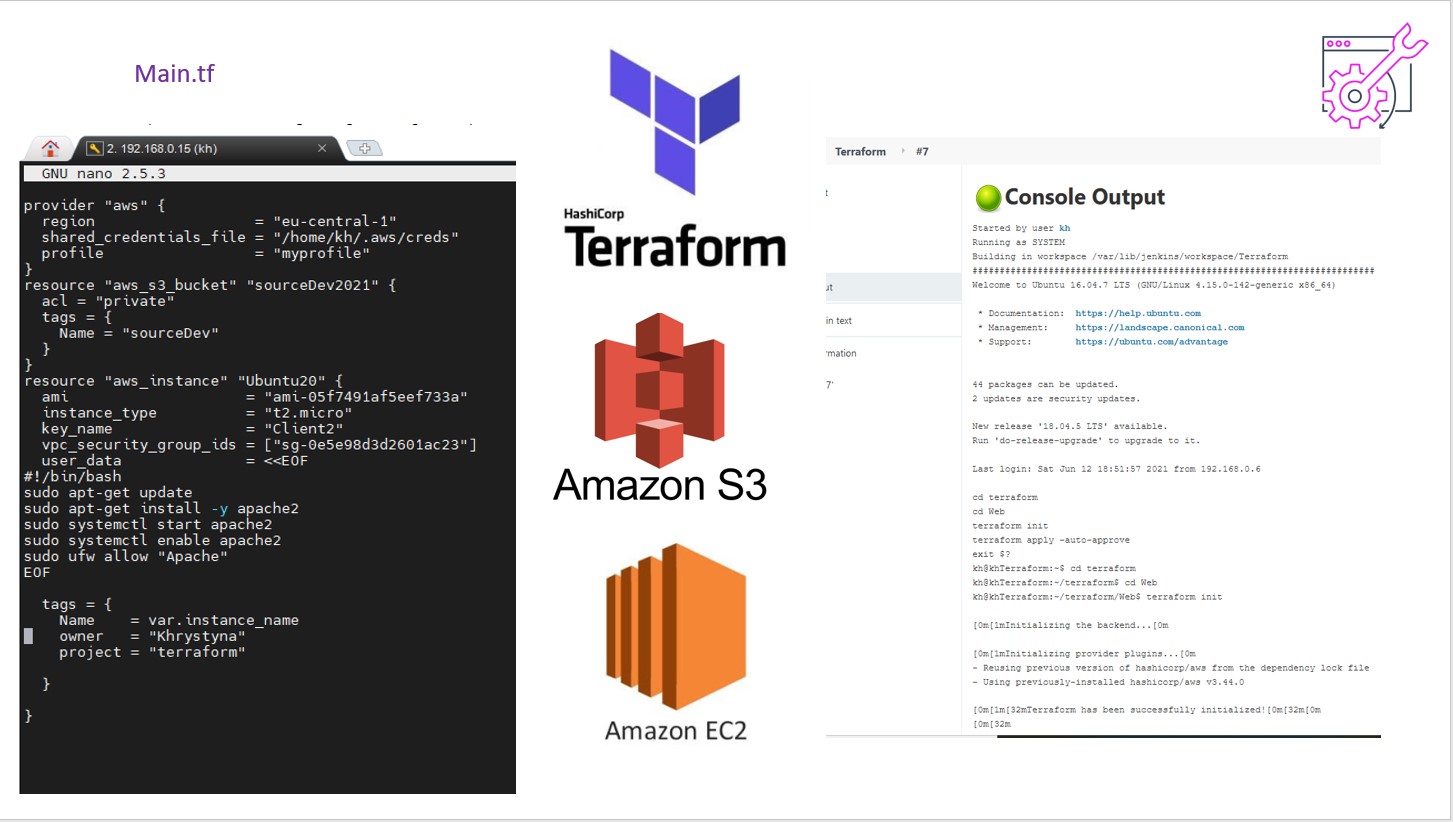 Main.tf
2. 192.168.0.15 (kh)
GNU nano 2.5.3
provider "aws" {
  region                  = "eu-central-1"
  shared_credentials_file = "/home/kh/.aws/creds"
  profile                 = "myprofile"
}
resource "aws_s3_bucket" "sourceDev2021" {
  acl = "private"
  tags = {
    Name = "sourceDev"
  }
}
resource "aws_instance" "Ubuntu20" {
  ami                    = "ami-05f7491af5eef733a"
  instance_type          = "t2.micro"
  key_name               = "Client2"
  vpc_security_group_ids = ["sg-0e5e98d3d2601ac23"]
  user_data              = <<EOF
#!/bin/bash
sudo apt-get update
sudo apt-get install -y apache2
sudo systemctl start apache2
sudo systemctl enable apache2
sudo ufw allow "Apache"
EOF
  tags = {
    Name    = var.instance_name
    owner   = "Khrystyna"
    project = "terraform"
  }
}
HashiCorp
Terraform
Amazon S3
Amazon EC2
Terraform › #7
t
ut
in text
rmation
7'
Console Output
Started by user kh
Running as SYSTEM
Building in workspace /var/lib/jenkins/workspace/Terraform
##########################################################################
Welcome to Ubuntu 16.04.7 LTS (GNU/Linux 4.15.0-142-generic x86_64)
 * Documentation:  https://help.ubuntu.com
 * Management:     https://landscape.canonical.com
 * Support:        https://ubuntu.com/advantage
44 packages can be updated.
2 updates are security updates.
New release '18.04.5 LTS' available.
Run 'do-release-upgrade' to upgrade to it.
Last login: Sat Jun 12 18:51:57 2021 from 192.168.0.6
cd terraform
cd Web
terraform init
terraform apply -auto-approve
exit $?
kh@khTerraform:~$ cd terraform
kh@khTerraform:~/terraform$ cd Web
kh@khTerraform:~/terraform/Web$ terraform init
[0m[1mInitializing the backend...[0m
[0m[1mInitializing provider plugins...[0m
- Reusing previous version of hashicorp/aws from the dependency lock file
- Using previously-installed hashicorp/aws v3.44.0
[0m[1m[32mTerraform has been successfully initialized![0m[32m[0m
[0m[32m